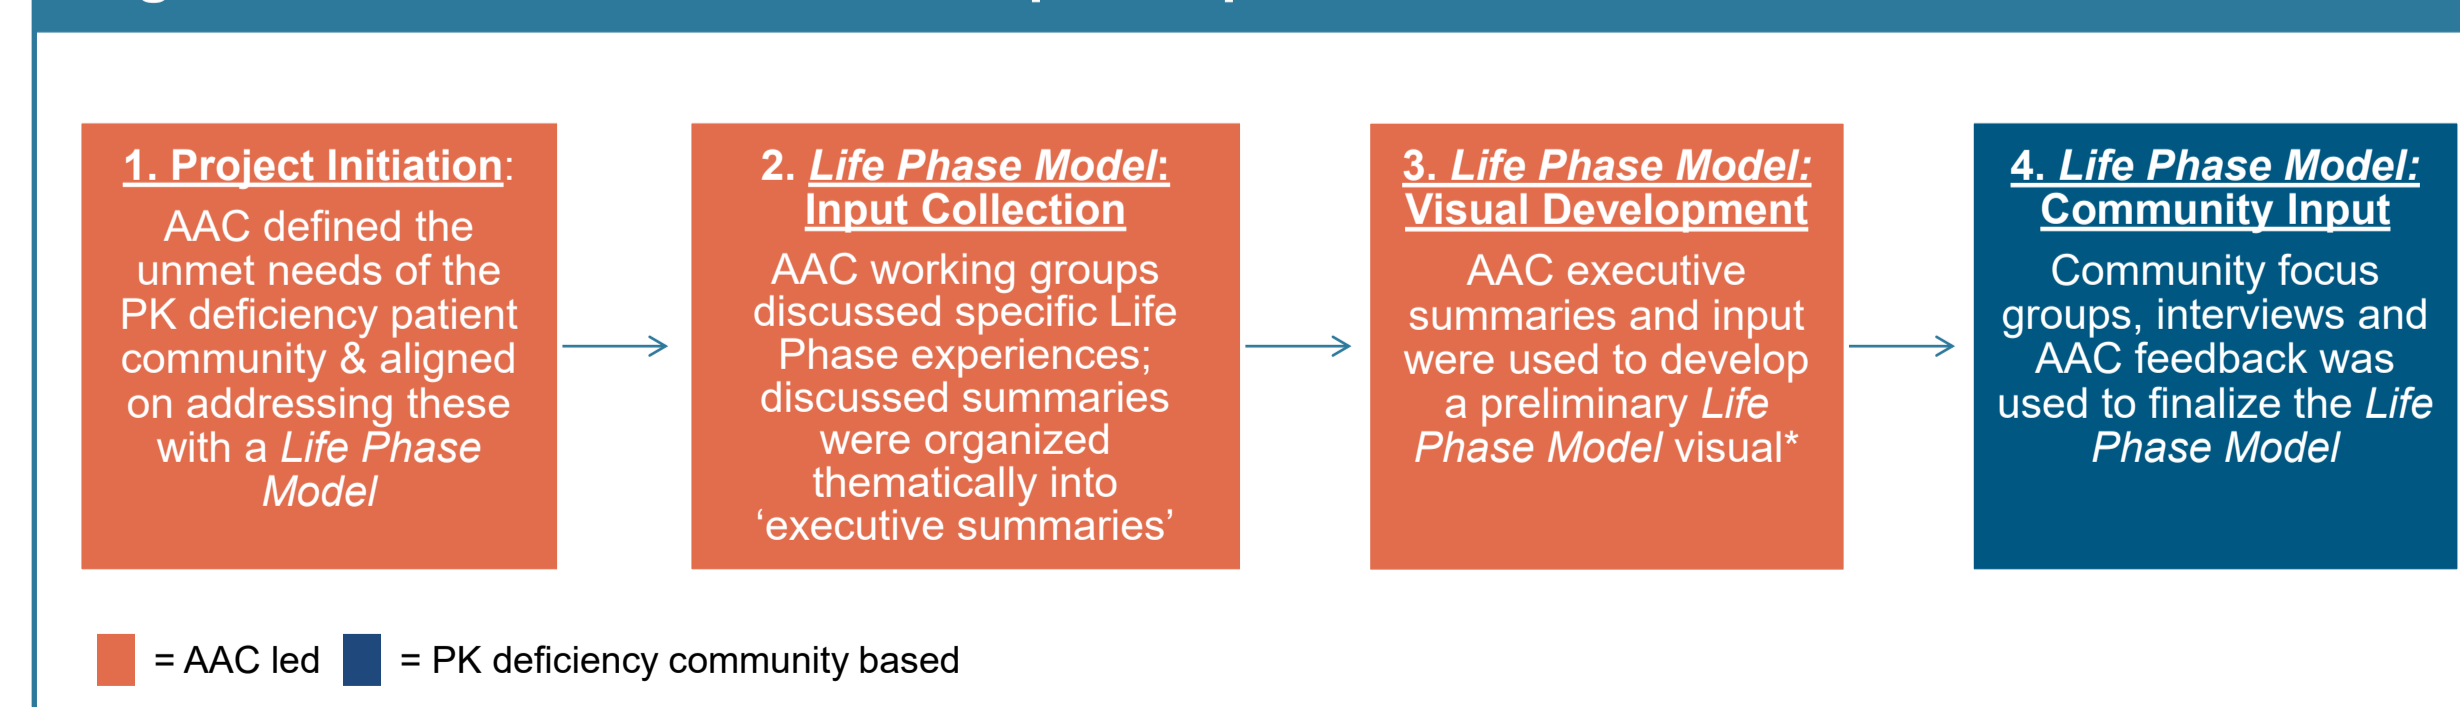 1. Project Initiation:
AAC defined the
unmet needs of the
PK deficiency patient
community & aligned
on addressing these
with a Life Phase
Model
2. Life Phase Model:
Input Collection
AAC working groups
discussed specific Life
Phase experiences;
discussed summaries
were organized
thematically into
‘executive summaries’
3. Life Phase Model:
Visual Development
AAC executive
summaries and input
were used to develop
a preliminary Life
Phase Model visual*
4. Life Phase Model:
Community Input
Community focus
groups, interviews and
AAC feedback was
used to finalize the Life
Phase Model
= AAC led = PK deficiency community based